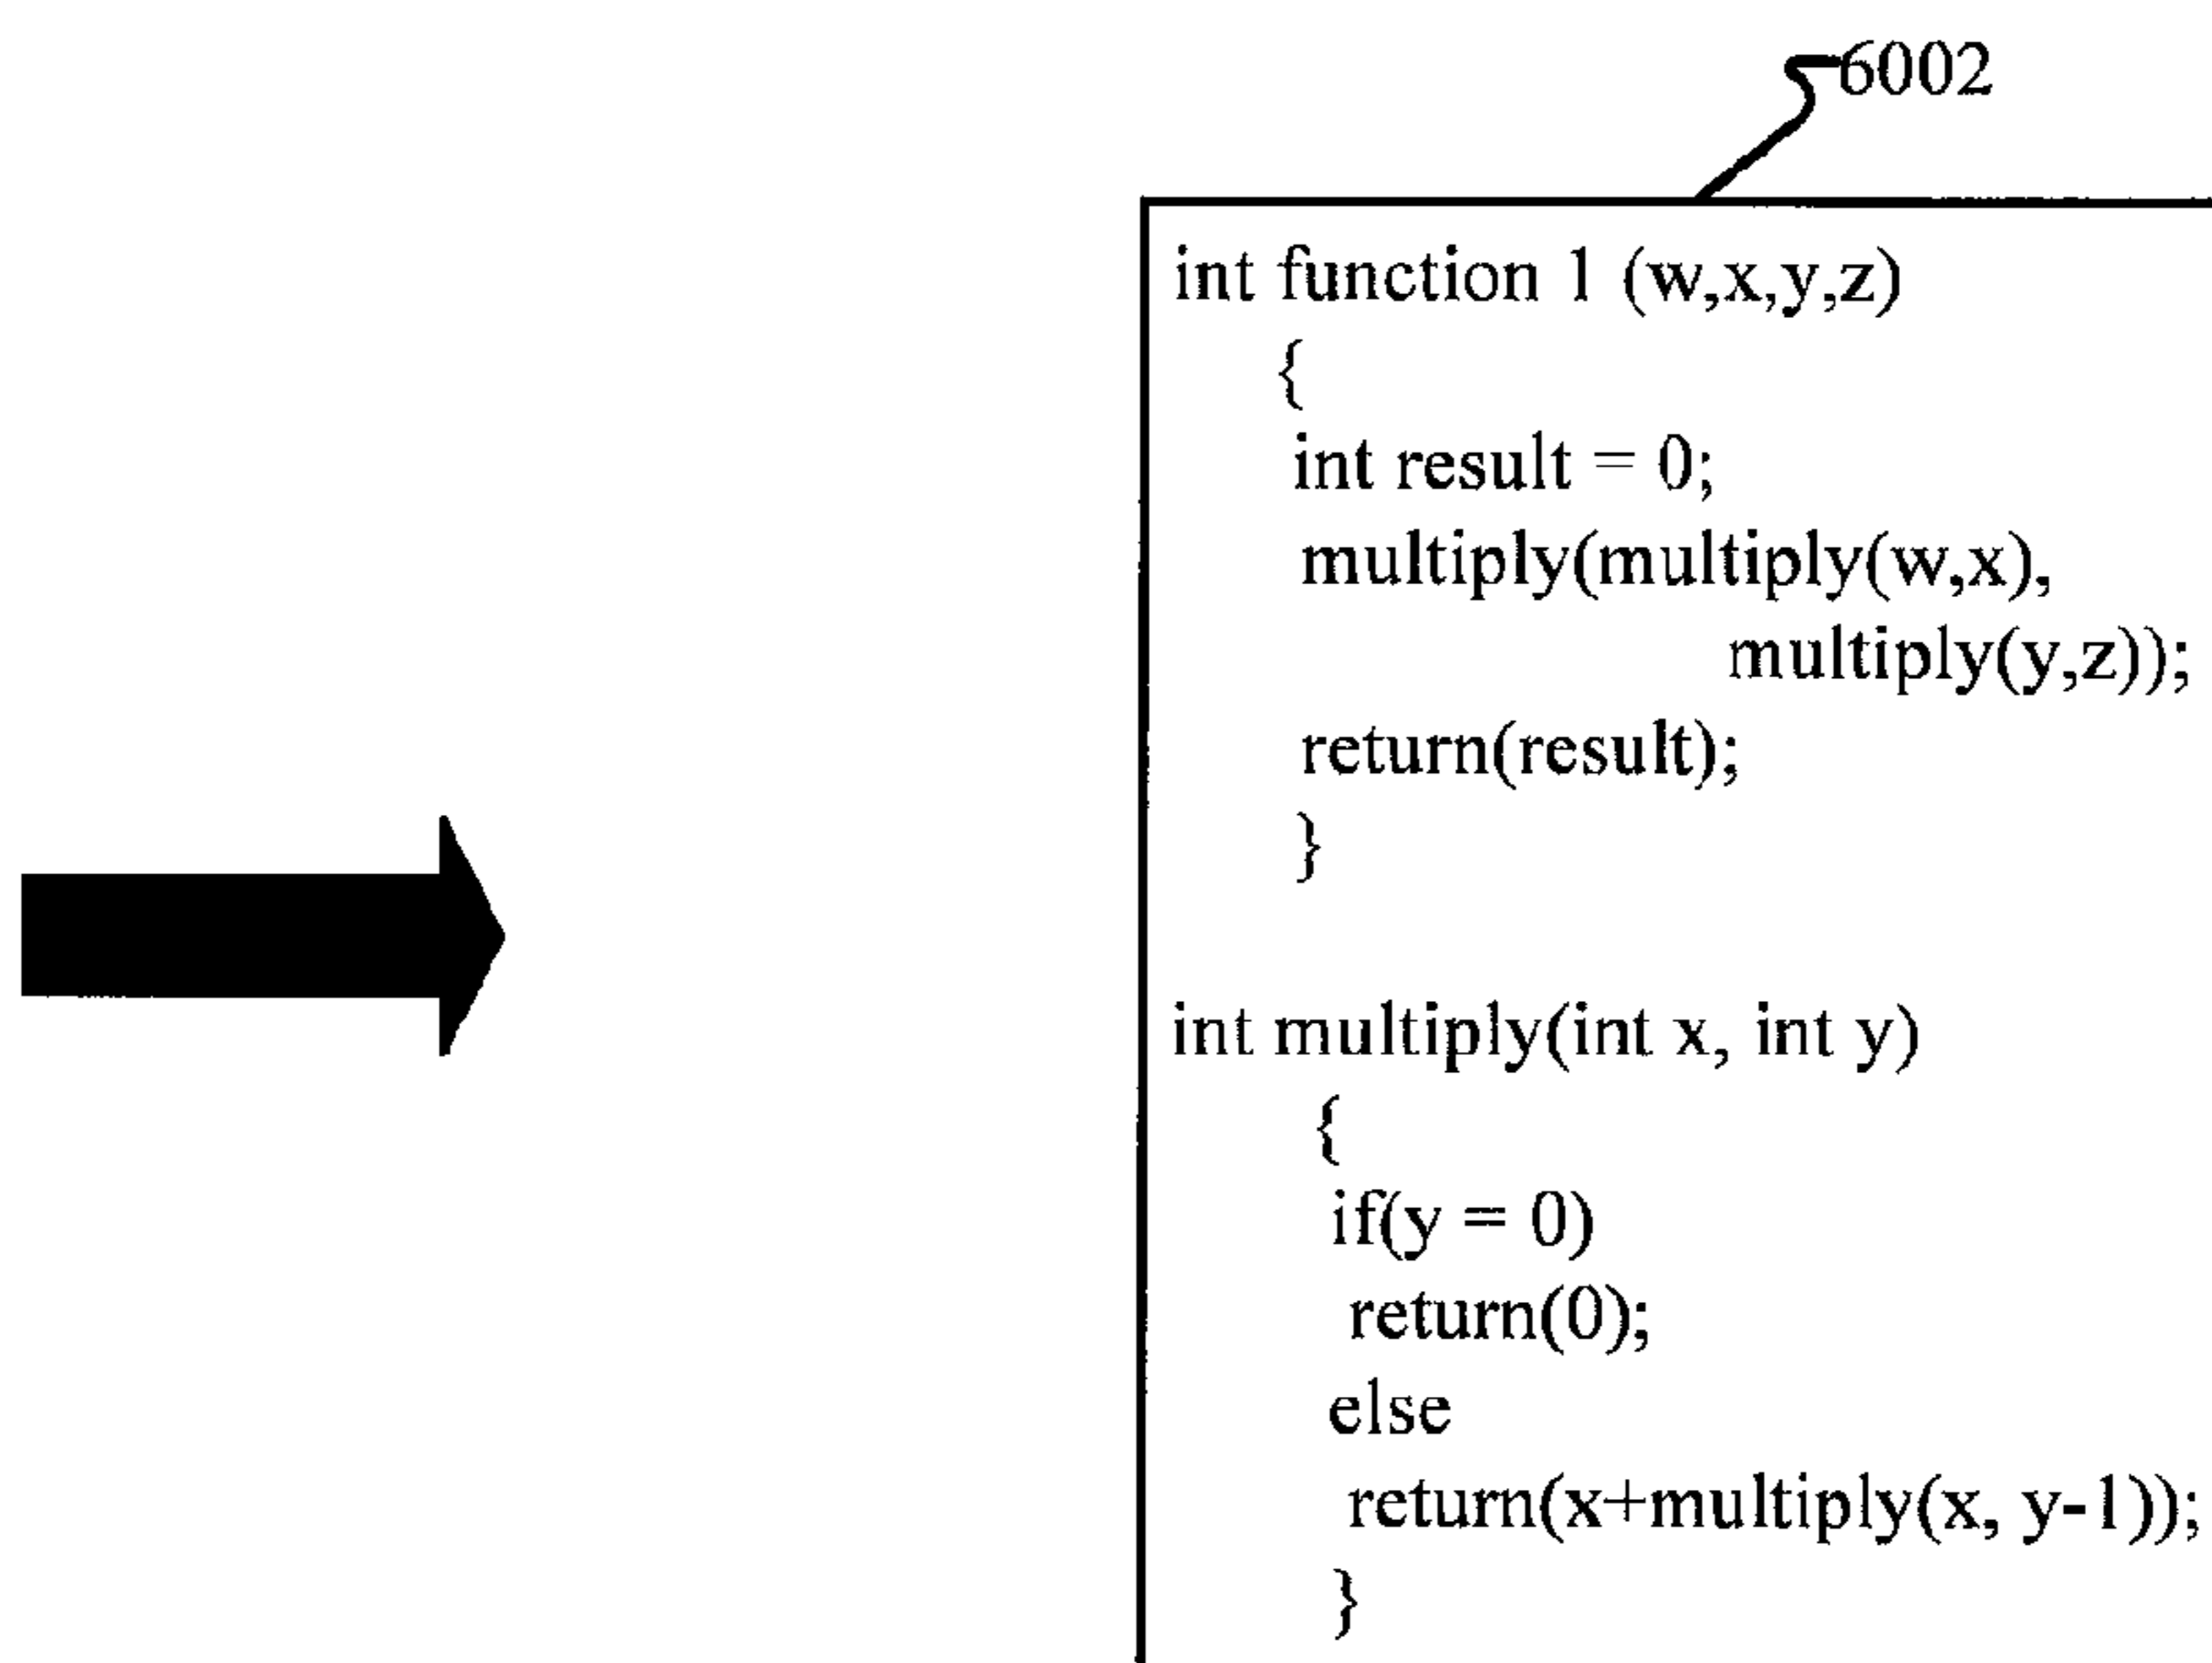 6002
int function 1 (w,x,y,z)
{
int result = 0;
multiply(multiply(w,x),
multiply(y,z));
return(result);
}
int multiply(int x, int y)
{
if(y = 0)
return(0);
else
return(x+multiply(x, y-1));
}